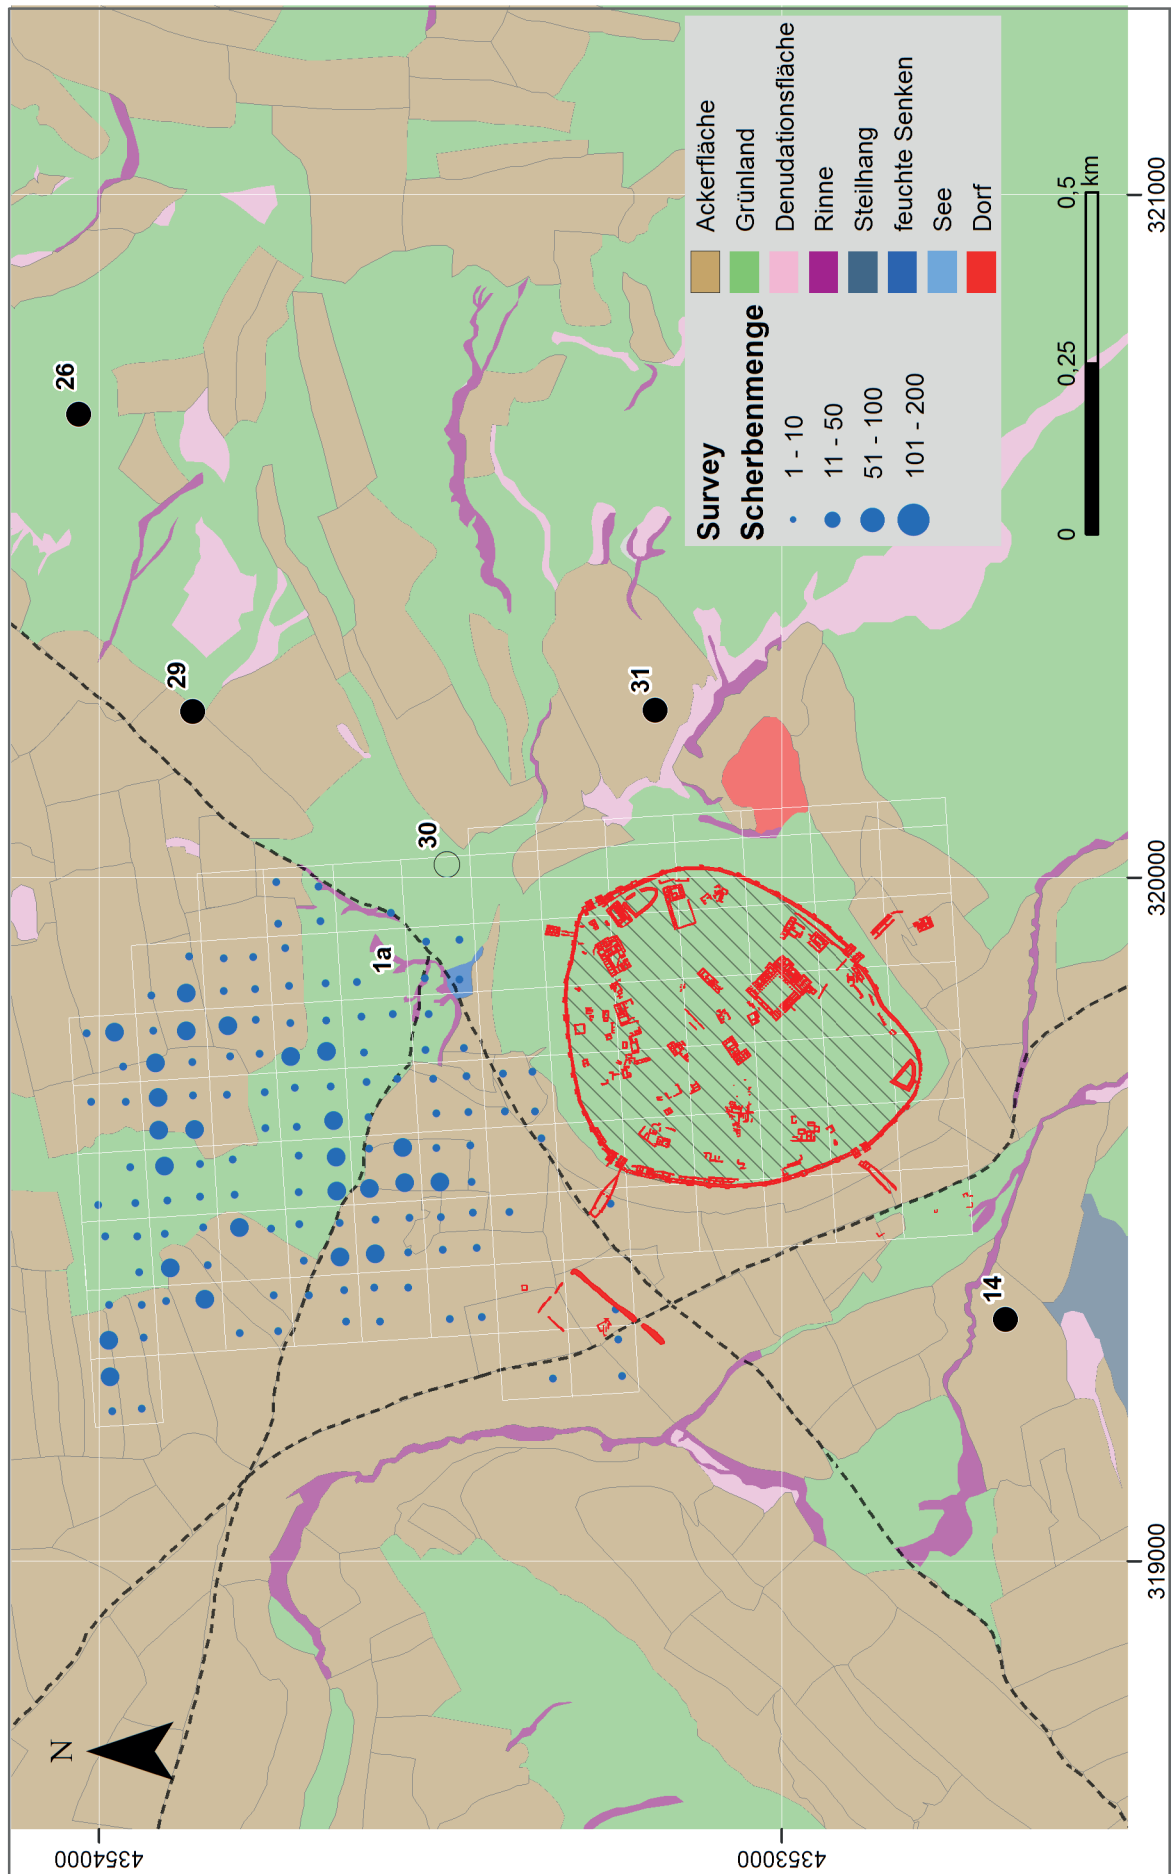 N
26
29
1a
30
31
14
Survey
Scherbenmenge
1 - 10
11 - 50
51 - 100
101 - 200
Ackerfläche
Grünland
Denudationsfläche
Rinne
Steilhang
feuchte Senken
See
Dorf
0 0,25 0,5
km
4354000
4353000
319000 320000 321000